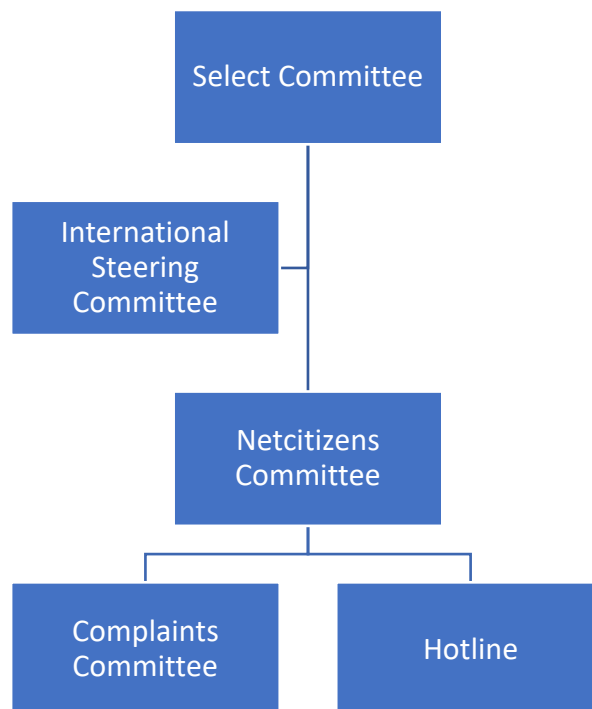 Select Committee
International
Steering
Committee
Netcitizens
Committee
Complaints
Committee
Hotline